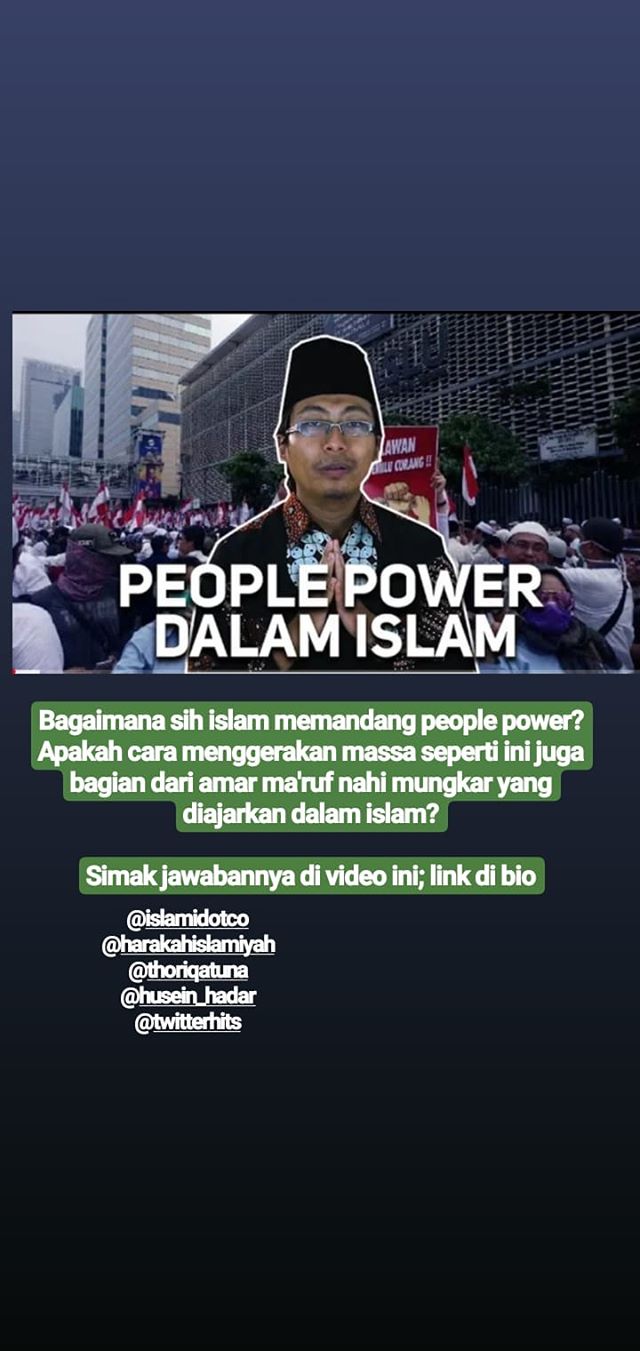 LAWAN
CURANG !!
PEOPLE POWER
DALAM ISLAM
Bagaimana sih islam memandang people power?
Apakah cara menggerakan massa seperti ini juga
bagian dari amar ma'ruf nahi mungkar yang
diajarkan dalam islam?
Simak jawabannya di video ini; link di bio
@islamidotco
@harakahislamiyah
@thoriqatuna
@husein_hadar
@twitterhits